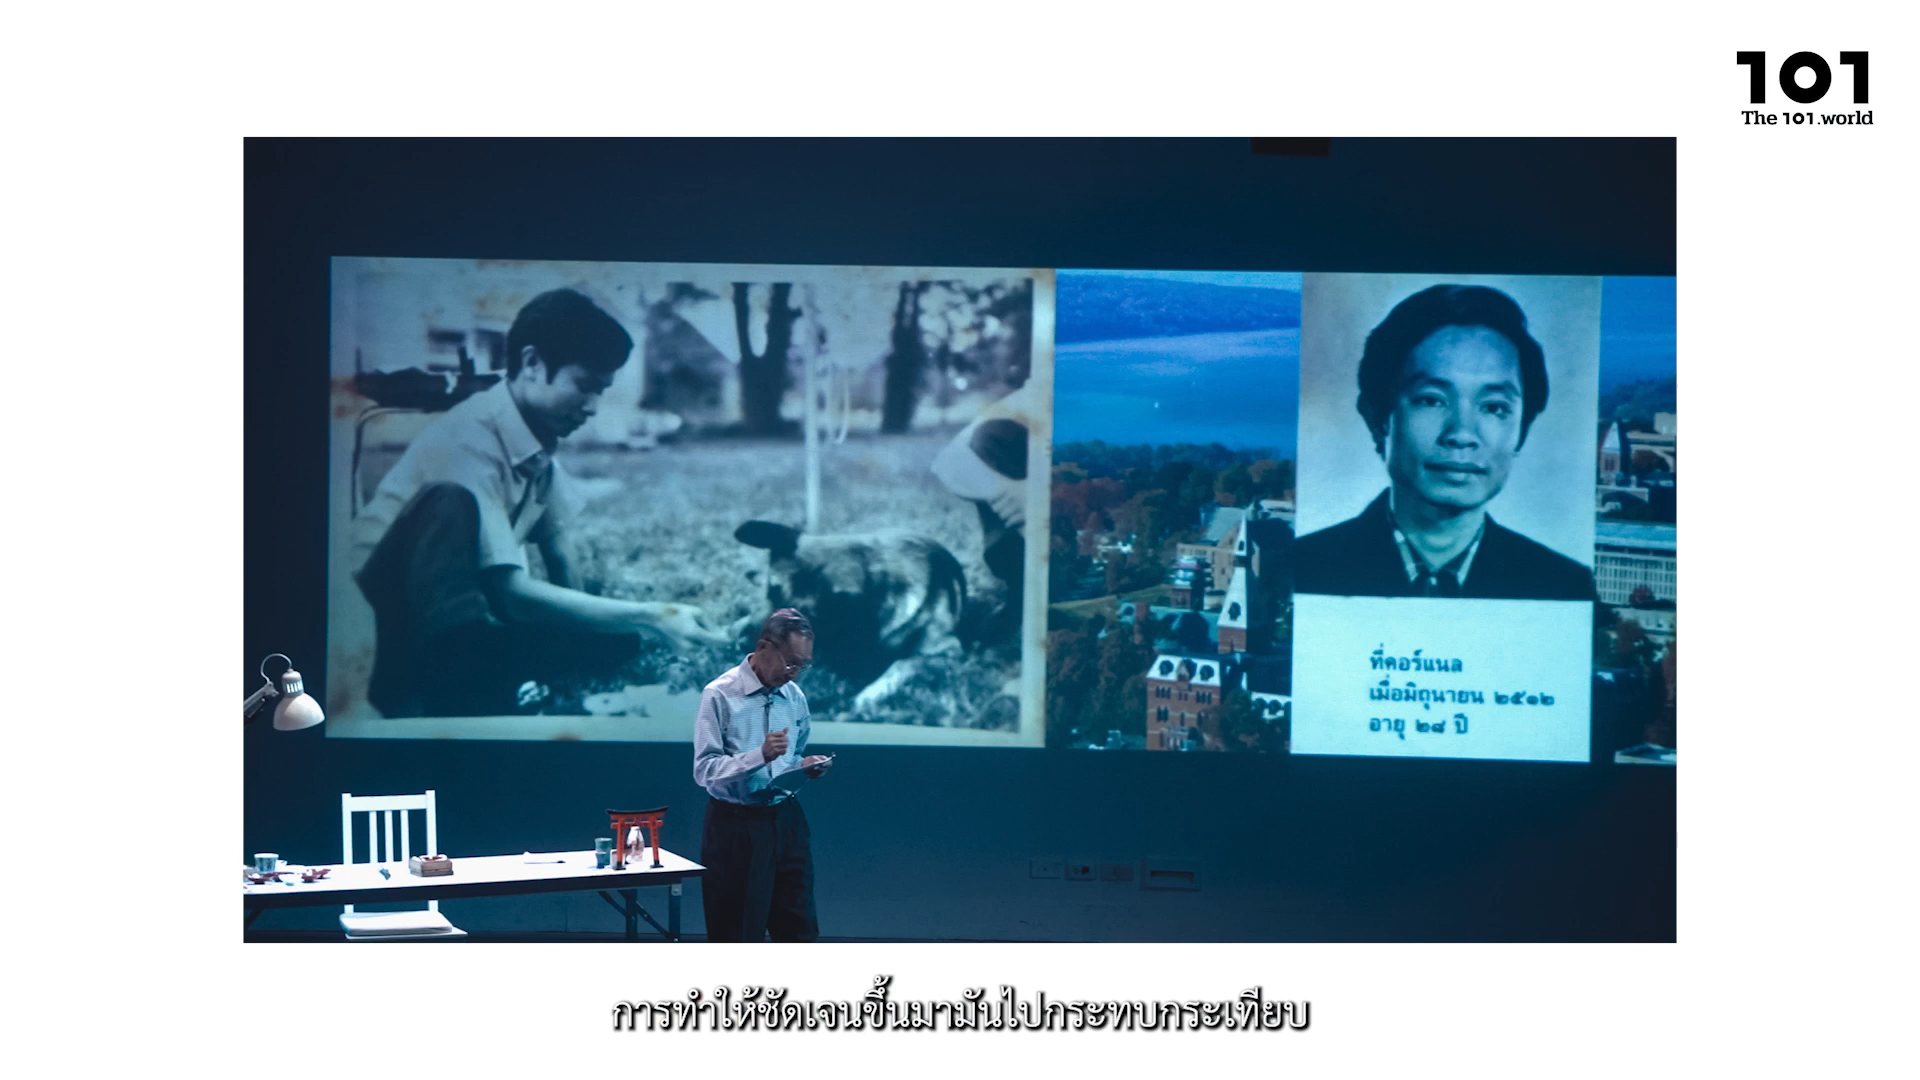 101
The 101.world
ที่คอร์แนล
เมื่อมิถุนายน ๒๕๑๒
อายุ ๒๘ ปี
การทำให้ชัดเจนขึ้นมามันไปกระทบกระเทียบ